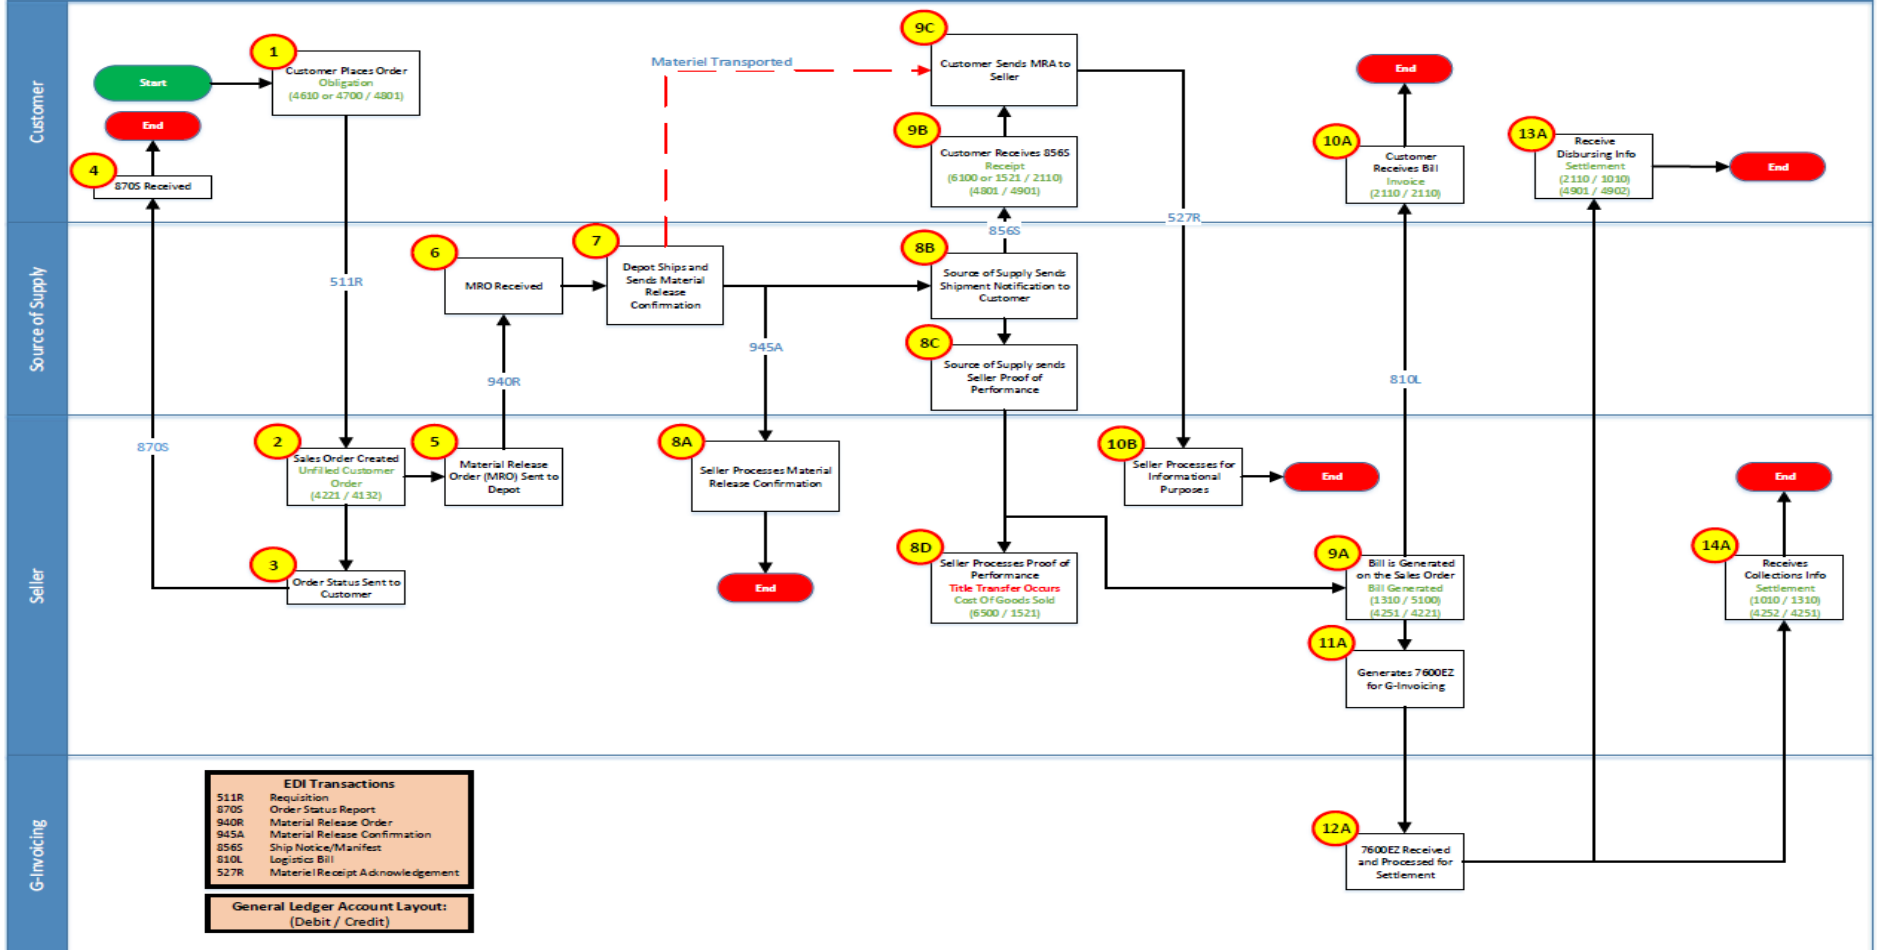 Customer
Start
End
4
870S Received
1
Customer Places Order
Obligation
(4610 or 4700 / 4801)
Materiel Transported
9C
Customer Sends MRA to
Seller
9B
Customer Receives 856S
Receipt
(6100 or 1521 / 2110)
(4801 / 4901)
End
10A
Customer
Receives Bill
Invoice
(2110 / 2110)
13A
Receive
Disbursing Info
Settlement
(2110 / 1010)
(4901 / 4902)
End
527R
856S
Source of Supply
511R
6
MRO Received
7
Depot Ships and
Sends Material
Release
Confirmation
8B
Source of Supply Sends
Shipment Notification to
Customer
8C
Source of Supply sends
Seller Proof of
Performance
945A
940R
810L
Seller
870S
2
Sales Order Created
Unfilled Customer
Order
(4221 / 4132)
5
Material Release
Order (MRO) Sent to
Depot
3
Order Status Sent to
Customer
8A
Seller Processes Material
Release Confirmation
End
8D
Seller Processes Proof of
Performance
Title Transfer Occurs
Cost Of Goods Sold
(6500 / 1521)
10B
Seller Processes for
Informational
Purposes
End
9A
Bill is Generated
on the Sales Order
Bill Generated
(1310 / 5100)
(4251 / 4221)
11A
Generates 7600EZ
for G-Invoicing
End
14A
Receives
Collections Info
Settlement
(1010 / 1310)
(4252 / 4251)
G-Invoicing
EDI Transactions
511R Requisition
870S Order Status Report
940R Material Release Order
945A Material Release Confirmation
856S Ship Notice/Manifest
810L Logistics Bill
527R Materiel Receipt Acknowledgement
General Ledger Account Layout:
(Debit / Credit)
12A
7600EZ Received
and Processed for
Settlement